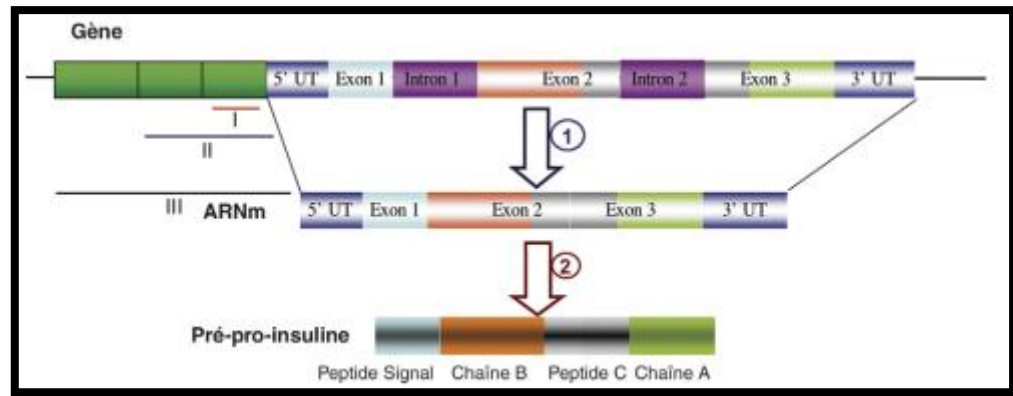 Gène
5' UT Exon 1 Intron 1 Exon 2 Intron 2 Exon 3 3' UT
I
1
II
III ARNm 5' UT Exon 1 Exon 2 Exon 3 3' UT
2
Pré-pro-insuline
Peptide Signal Chaîne B Peptide C Chaîne A